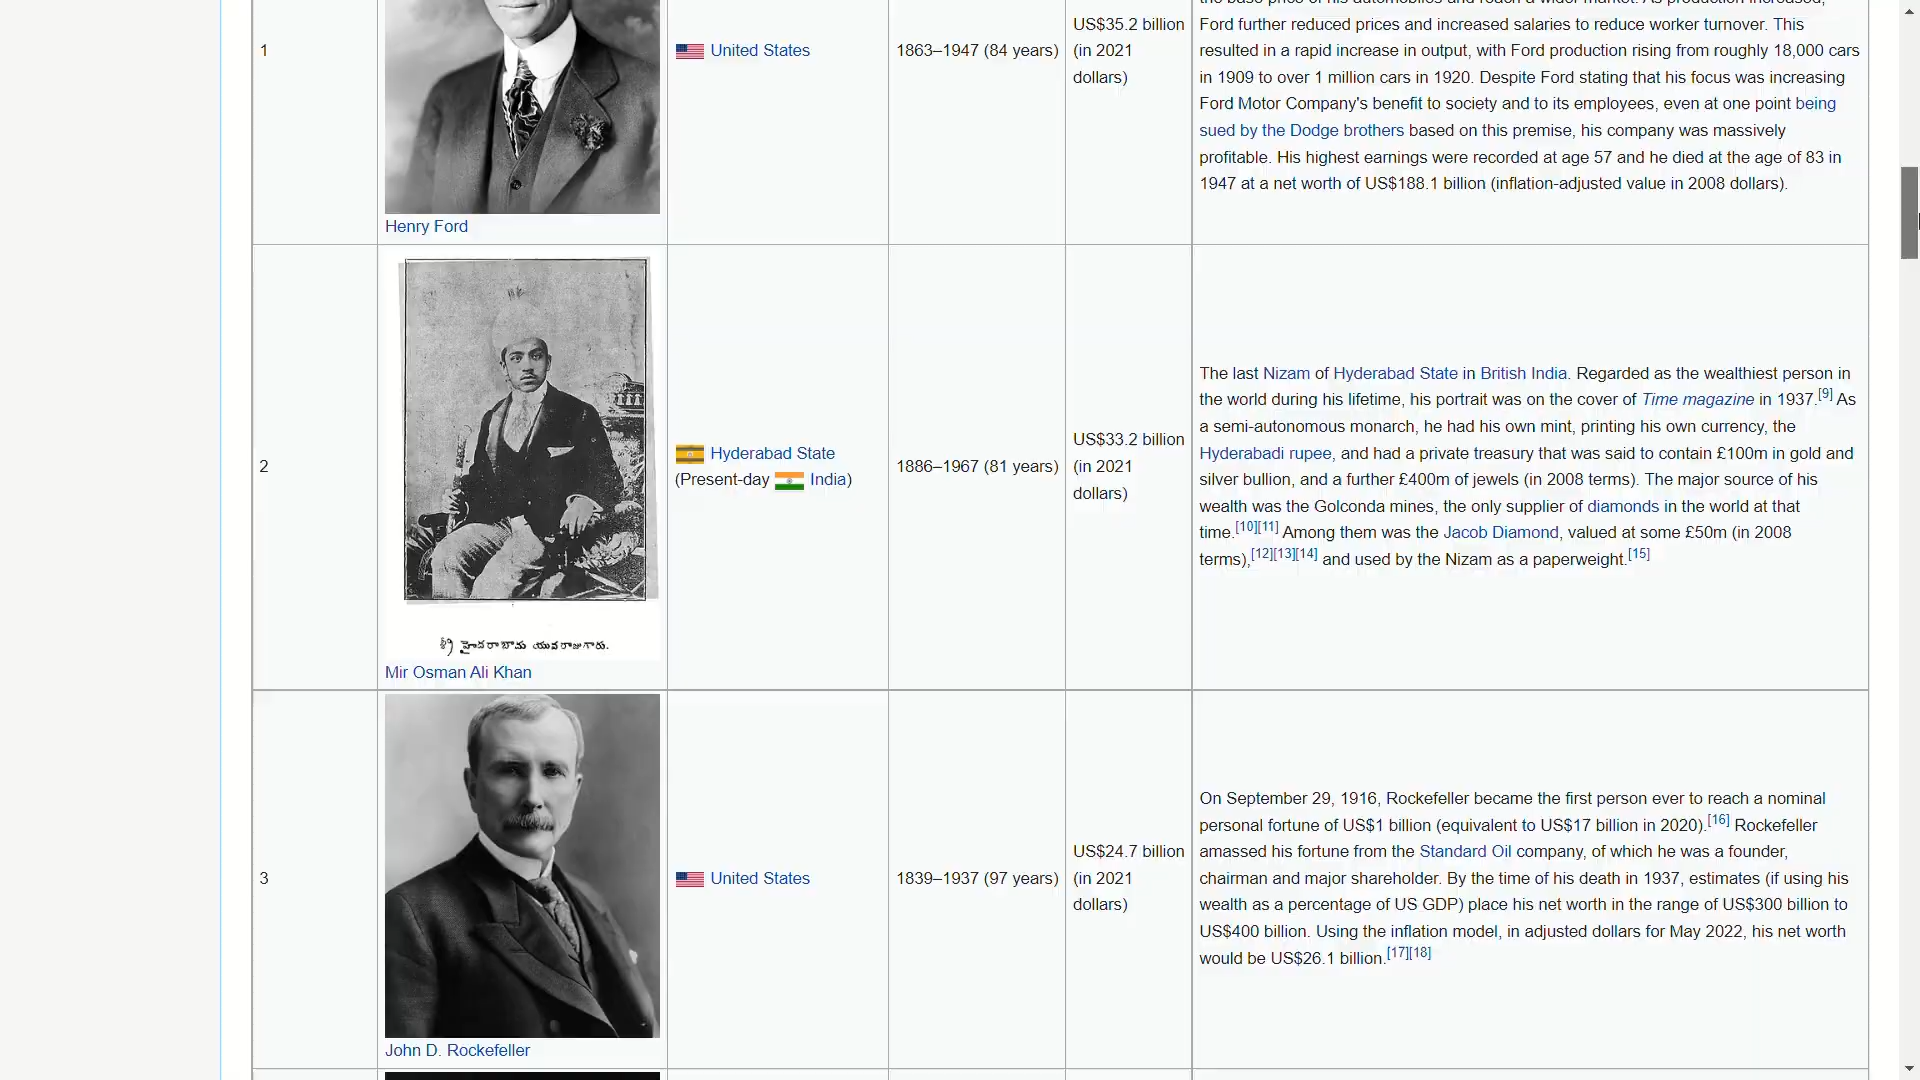 the base price of his automobiles and reach a wider market. As production increased,
1
United States
1863–1947 (84 years)
US$35.2 billion
(in 2021
dollars)
Ford further reduced prices and increased salaries to reduce worker turnover. This
resulted in a rapid increase in output, with Ford production rising from roughly 18,000 cars
in 1909 to over 1 million cars in 1920. Despite Ford stating that his focus was increasing
Ford Motor Company's benefit to society and to its employees, even at one point being
sued by the Dodge brothers based on this premise, his company was massively
profitable. His highest earnings were recorded at age 57 and he died at the age of 83 in
1947 at a net worth of US$188.1 billion (inflation-adjusted value in 2008 dollars).
Henry Ford
2
శ్రీ హైదరాబాదు యువరాజుగారు.
Mir Osman Ali Khan
Hyderabad State
(Present-day India)
1886–1967 (81 years)
US$33.2 billion
(in 2021
dollars)
The last Nizam of Hyderabad State in British India. Regarded as the wealthiest person in
the world during his lifetime, his portrait was on the cover of Time magazine in 1937.[9] As
a semi-autonomous monarch, he had his own mint, printing his own currency, the
Hyderabadi rupee, and had a private treasury that was said to contain £100m in gold and
silver bullion, and a further £400m of jewels (in 2008 terms). The major source of his
wealth was the Golconda mines, the only supplier of diamonds in the world at that
time.[10][11] Among them was the Jacob Diamond, valued at some £50m (in 2008
terms),[12][13][14] and used by the Nizam as a paperweight.[15]
3
John D. Rockefeller
United States
1839–1937 (97 years)
US$24.7 billion
(in 2021
dollars)
On September 29, 1916, Rockefeller became the first person ever to reach a nominal
personal fortune of US$1 billion (equivalent to US$17 billion in 2020).[16] Rockefeller
amassed his fortune from the Standard Oil company, of which he was a founder,
chairman and major shareholder. By the time of his death in 1937, estimates (if using his
wealth as a percentage of US GDP) place his net worth in the range of US$300 billion to
US$400 billion. Using the inflation model, in adjusted dollars for May 2022, his net worth
would be US$26.1 billion.[17][18]